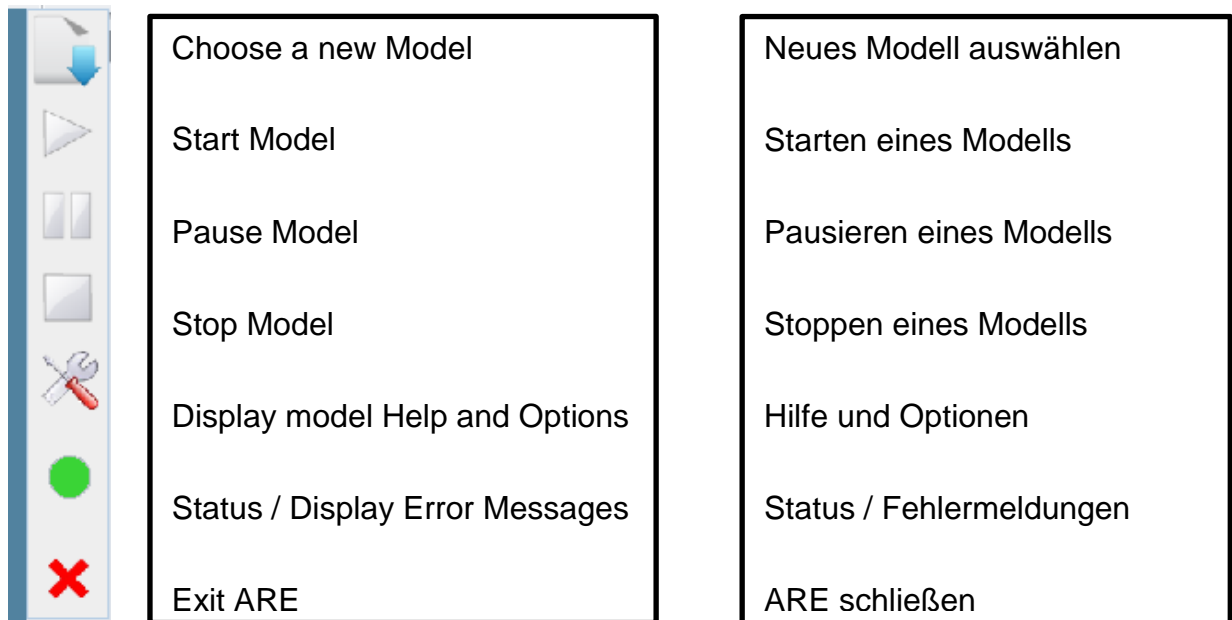 Choose a new Model
Start Model
Pause Model
Stop Model
Display model Help and Options
Status / Display Error Messages
Exit ARE
Neues Modell auswählen
Starten eines Modells
Pausieren eines Modells
Stoppen eines Modells
Hilfe und Optionen
Status / Fehlermeldungen
ARE schließen